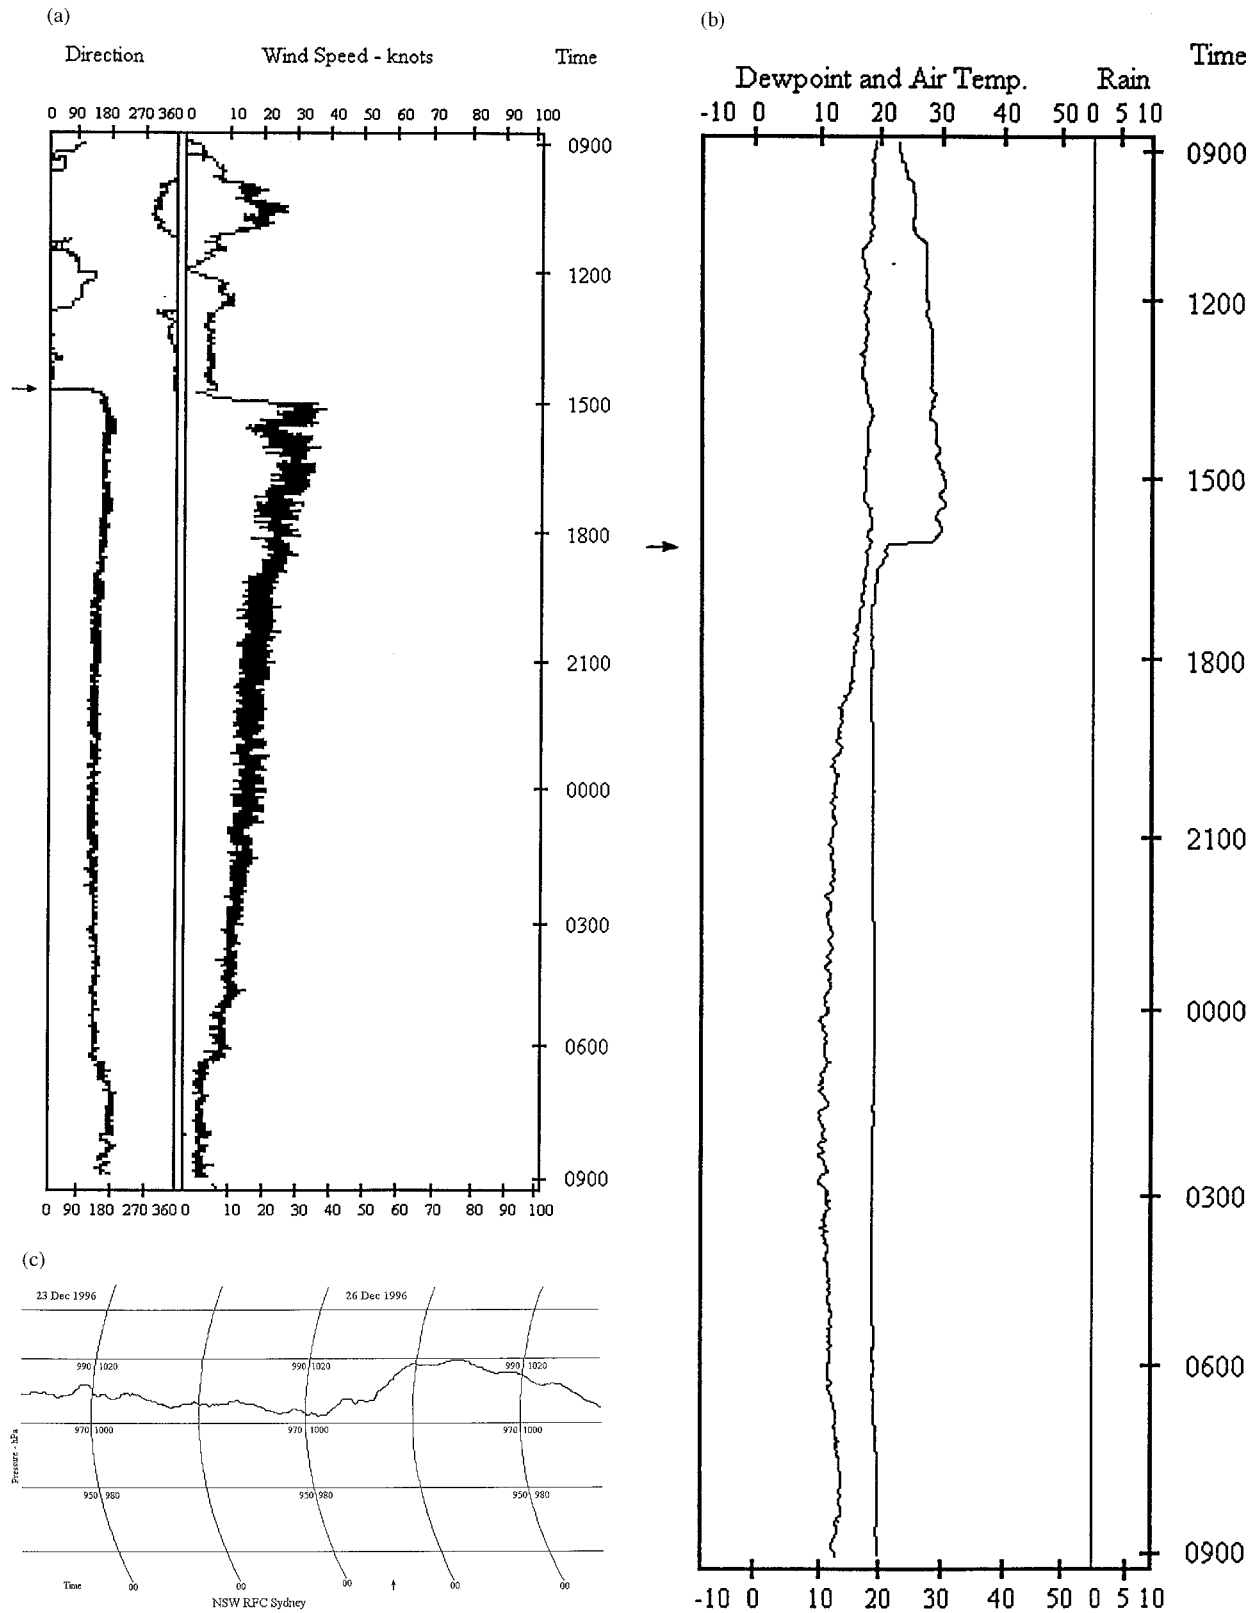 (a)
Direction Wind Speed - knots Time
0 90 180 270 360 0 10 20 30 40 50 60 70 80 90 100
0900
1200
1500
1800
2100
0000
0300
0600
0900
0 90 180 270 360 0 10 20 30 40 50 60 70 80 90 100
(b)
Time
Dewpoint and Air Temp. Rain
-10 0 10 20 30 40 50 0 5 10
0900
1200
1500
1800
2100
0000
0300
0600
0900
-10 0 10 20 30 40 50 0 5 10
(c)
23 Dec 1996 26 Dec 1996
990 1020 990 1020 990 1020
970 1000 970 1000 970 1000
Pressure - hPa
950 980 950 980 950 980
Time 00 00 00 00 00
NSW RFC Sydney